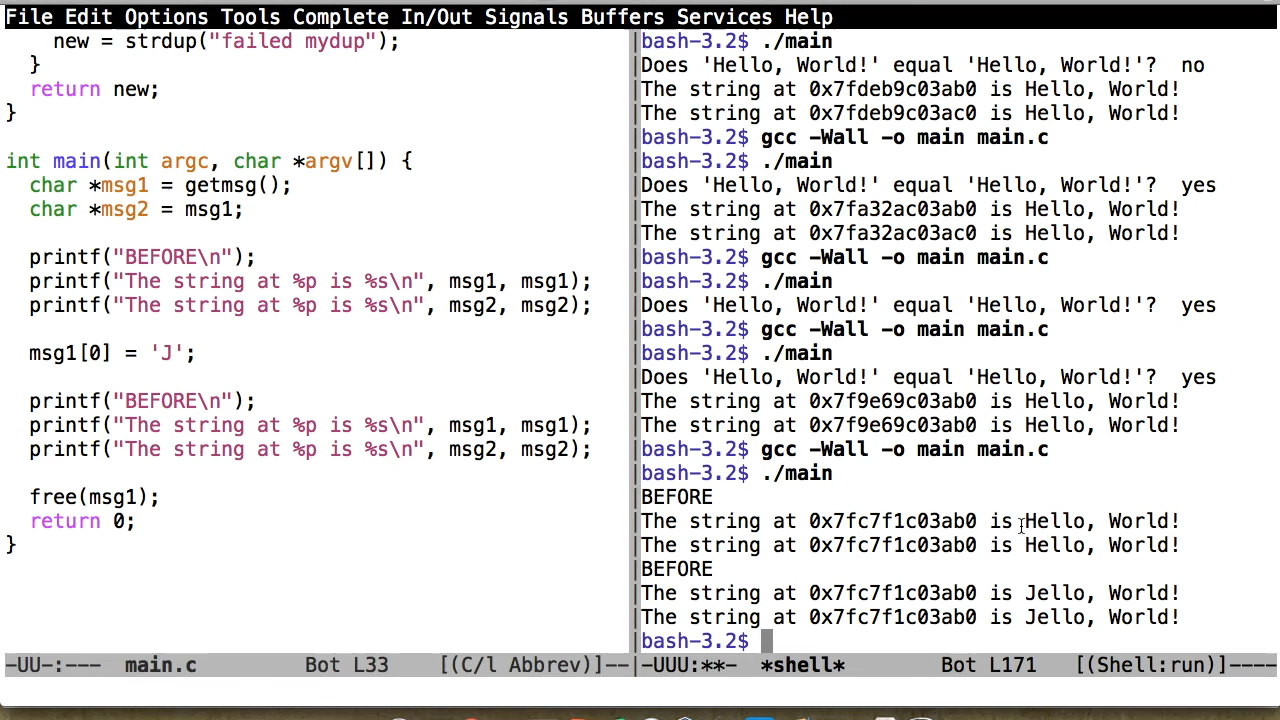 File Edit Options Tools Complete In/Out Signals Buffers Services Help
    new = strdup("failed mydup");
  }
  return new;
}
int main(int argc, char *argv[]) {
  char *msg1 = getmsg();
  char *msg2 = msg1;
  printf("BEFORE\n");
  printf("The string at %p is %s\n", msg1, msg1);
  printf("The string at %p is %s\n", msg2, msg2);
  msg1[0] = 'J';
  printf("BEFORE\n");
  printf("The string at %p is %s\n", msg1, msg1);
  printf("The string at %p is %s\n", msg2, msg2);
  free(msg1);
  return 0;
}
-UU-:---  main.c         Bot L33    [(C/l Abbrev)]--
bash-3.2$ ./main
Does 'Hello, World!' equal 'Hello, World!'?  no
The string at 0x7fdeb9c03ab0 is Hello, World!
The string at 0x7fdeb9c03ac0 is Hello, World!
bash-3.2$ gcc -Wall -o main main.c
bash-3.2$ ./main
Does 'Hello, World!' equal 'Hello, World!'?  yes
The string at 0x7fa32ac03ab0 is Hello, World!
The string at 0x7fa32ac03ac0 is Hello, World!
bash-3.2$ gcc -Wall -o main main.c
bash-3.2$ ./main
Does 'Hello, World!' equal 'Hello, World!'?  yes
bash-3.2$ gcc -Wall -o main main.c
bash-3.2$ ./main
Does 'Hello, World!' equal 'Hello, World!'?  yes
The string at 0x7f9e69c03ab0 is Hello, World!
The string at 0x7f9e69c03ab0 is Hello, World!
bash-3.2$ gcc -Wall -o main main.c
bash-3.2$ ./main
BEFORE
The string at 0x7fc7f1c03ab0 is Hello, World!
The string at 0x7fc7f1c03ab0 is Hello, World!
BEFORE
The string at 0x7fc7f1c03ab0 is Jello, World!
The string at 0x7fc7f1c03ab0 is Jello, World!
bash-3.2$
-UUU:**-  *shell*        Bot L171   [(Shell:run)]----